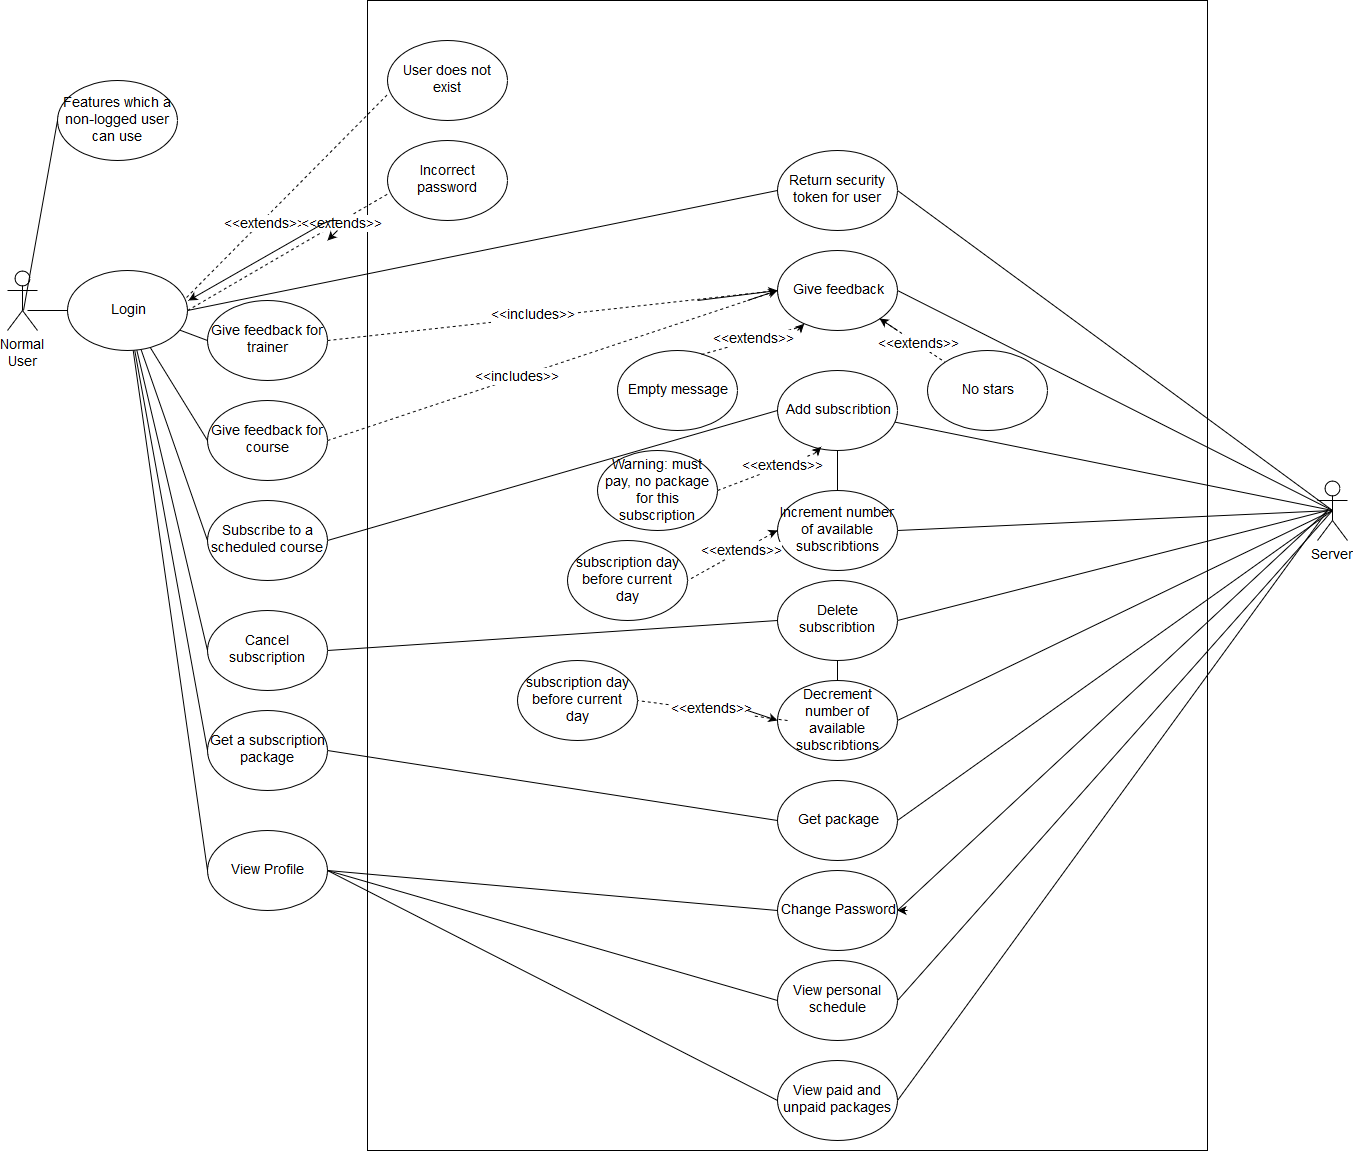 User does not
exist
Features which a
non-logged user
can use
Incorrect
password
Return security
token for user
<<extends>>
<<extends>>
Normal
User
Login
Give feedback
Give feedback for
trainer
<<includes>>
<<extends>>
<<extends>>
Empty message
No stars
<<includes>>
Give feedback for
course
Add subscribtion
Warning: must
pay, no package
for this
subscription
<<extends>>
Subscribe to a
scheduled course
Increment number
of available
subscribtions
<<extends>>
subscription day
before current
day
Server
Delete
subscribtion
Cancel
subscription
subscription day
before current
day
<<extends>>
Decrement
number of
available
subscribtions
Get a subscription
package
Get package
View Profile
Change Password
View personal
schedule
View paid and
unpaid packages